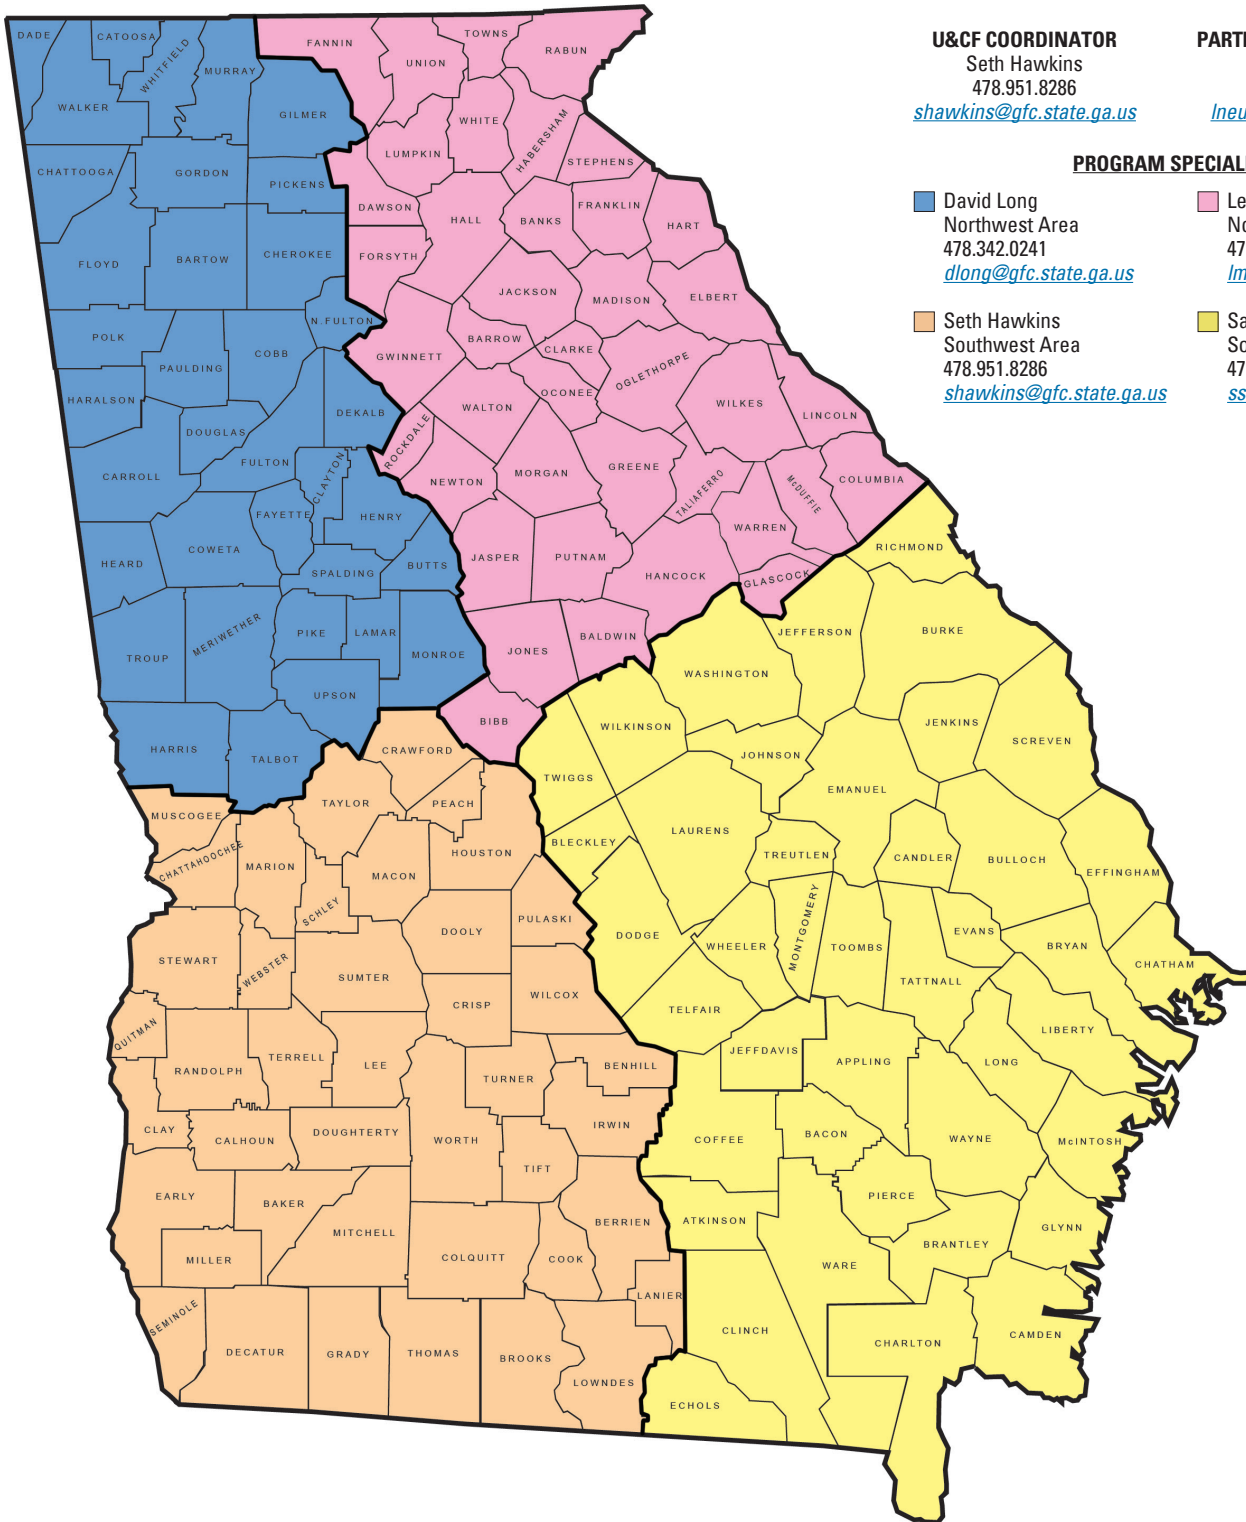 U&CF COORDINATOR
Seth Hawkins
478.951.8286
shawkins@gfc.state.ga.us
PROGRAM
David Long
Northwest Area
478.342.0241
dlong@gfc.state.ga.us
Seth Hawkins
Southwest Area
478.951.8286
shawkins@gfc.state.ga.us
DADE
CATOOSA
WHITFIELD
MURRAY
FANNIN
UNION
TOWNS
RABUN
WALKER
GILMER
WHITE
HABERSHAM
LUMPKIN
STEPHENS
CHATTOOGA
GORDON
PICKENS
DAWSON
HALL
BANKS
FRANKLIN
HART
FLOYD
BARTOW
CHEROKEE
FORSYTH
JACKSON
MADISON
ELBERT
POLK
PAULDING
COBB
N.FULTON
GWINNETT
BARROW
CLARKE
OGLETHORPE
HARALSON
DOUGLAS
DEKALB
WALTON
OCONEE
WILKES
LINCOLN
CARROLL
FULTON
CLAYTON
ROCKDALE
NEWTON
MORGAN
GREENE
TALIAFERRO
McDUFFIE
COLUMBIA
HEARD
COWETA
FAYETTE
HENRY
WARREN
SPALDING
BUTTS
JASPER
PUTNAM
HANCOCK
GLASCOCK
RICHMOND
TROUP
MERIWETHER
PIKE
LAMAR
MONROE
JONES
BALDWIN
WASHINGTON
JEFFERSON
BURKE
UPSON
HARRIS
TALBOT
CRAWFORD
BIBB
WILKINSON
JOHNSON
JENKINS
SCREVEN
MUSCOGEE
TAYLOR
PEACH
TWIGGS
EMANUEL
CHATTAHOOCHEE
MARION
MACON
HOUSTON
BLECKLEY
LAURENS
TREUTLEN
CANDLER
BULLOCH
EFFINGHAM
SCHLEY
DOOLY
PULASKI
STEWART
WEBSTER
SUMTER
DODGE
WHEELER
MONTGOMERY
TOOMBS
EVANS
BRYAN
CHATHAM
TATTNALL
CRISP
WILCOX
TELFAIR
QUITMAN
RANDOLPH
TERRELL
LEE
TURNER
BENHILL
JEFFDAVIS
APPLING
LONG
LIBERTY
CLAY
CALHOUN
DOUGHTERTY
WORTH
IRWIN
COFFEE
BACON
WAYNE
McINTOSH
TIFT
EARLY
BAKER
MITCHELL
BERRIEN
ATKINSON
PIERCE
GLYNN
MILLER
COLQUITT
COOK
WARE
BRANTLEY
SEMINOLE
DECATUR
GRADY
THOMAS
BROOKS
LANIER
LOWNDES
CLINCH
CHARLTON
CAMDEN
ECHOLS